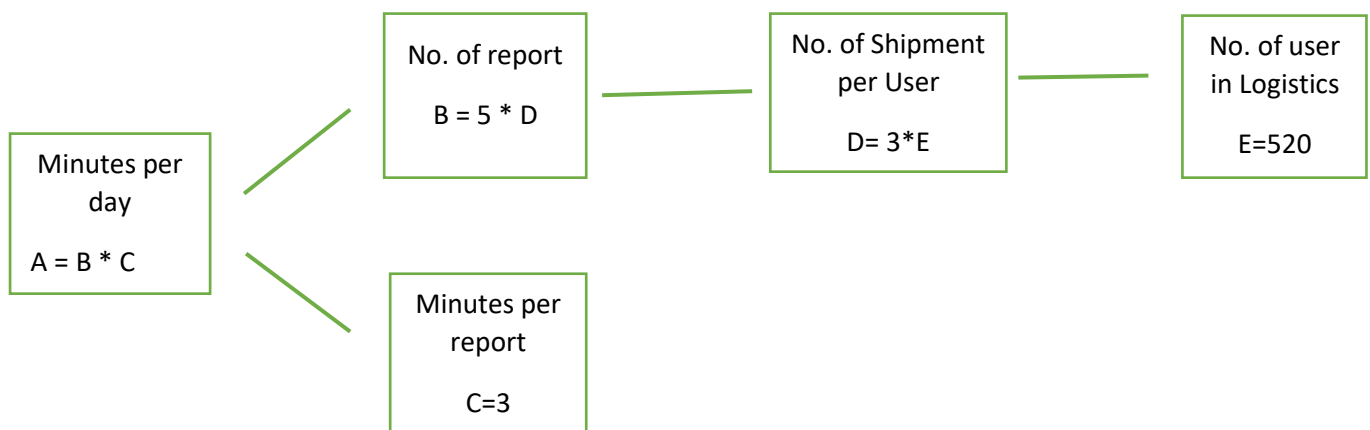 Minutes per
day
A = B * C
No. of report
B = 5 * D
Minutes per
report
C=3
No. of Shipment
per User
D= 3*E
No. of user
in Logistics
E=520